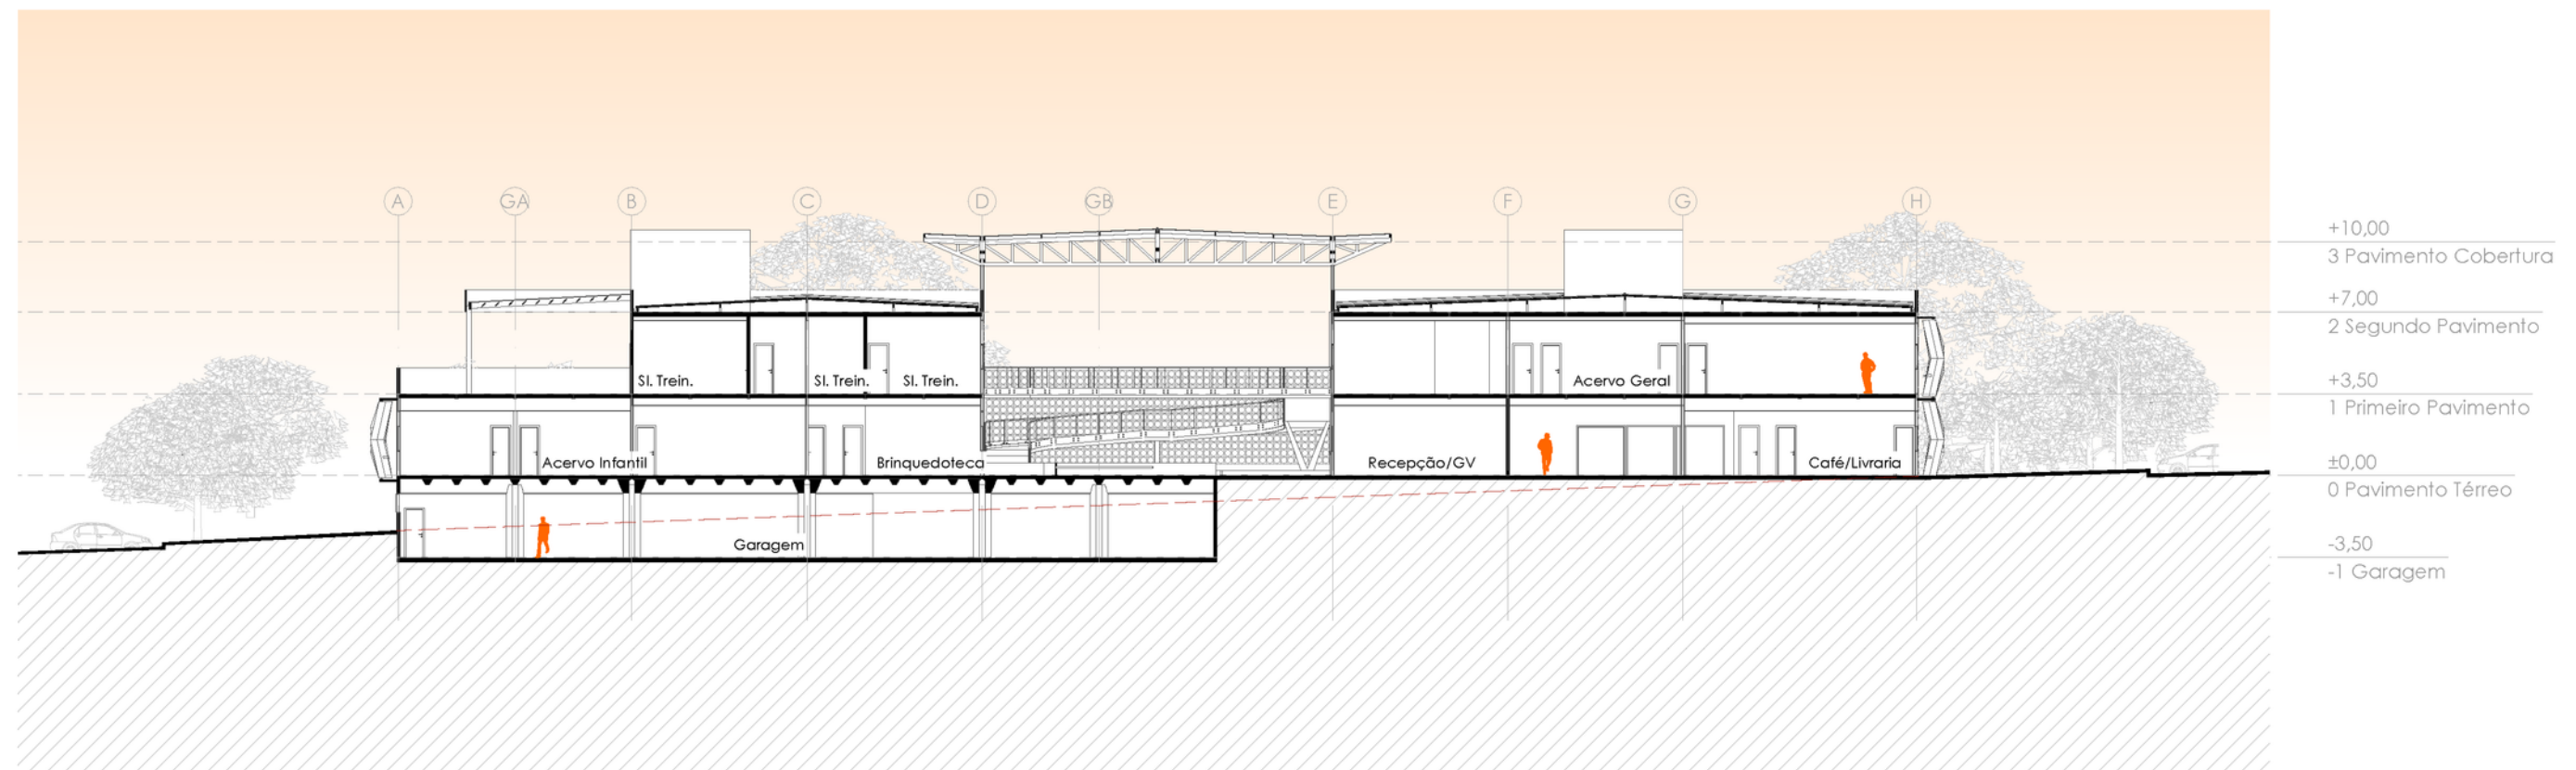 A
GA
B
C
D
GB
E
F
G
H
+10,00
3 Pavimento Cobertura
+7,00
2 Segundo Pavimento
Sl. Trein.
Sl. Trein.
Sl. Trein.
Acervo Geral
+3,50
1 Primeiro Pavimento
Acervo Infantil
Brinquedoteca
Recepção/GV
Café/Livraria
±0,00
0 Pavimento Térreo
Garagem
-3,50
-1 Garagem